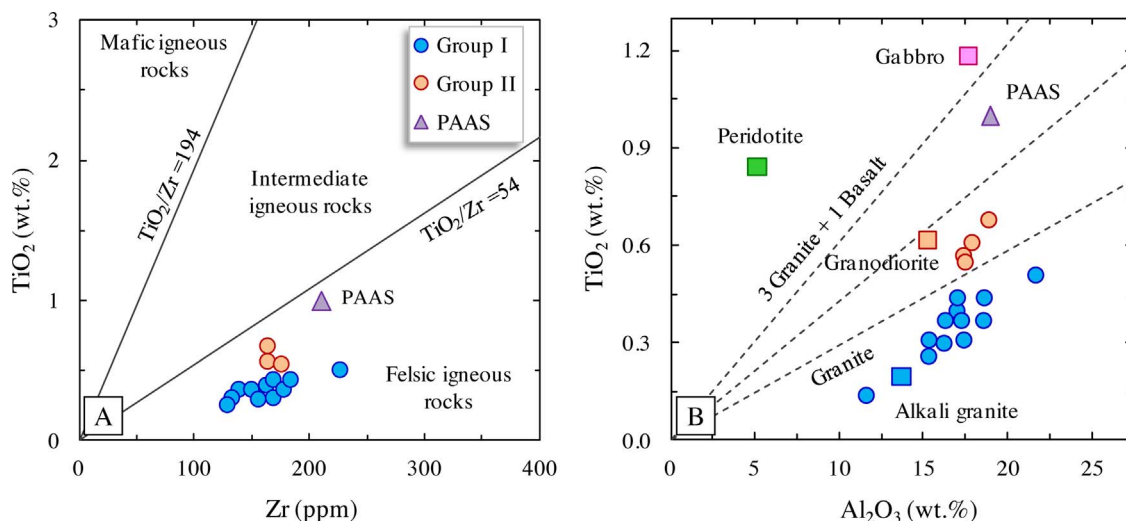 3
2
1
0
TiO2 (wt.%)
0
100
200
300
400
Zr (ppm)
Mafic igneous
rocks
TiO2/Zr =194
Group I
Group II
PAAS
Intermediate
igneous rocks
TiO2/Zr =54
PAAS
Felsic igneous
rocks
A
1.2
0.9
0.6
0.3
0.0
TiO2 (wt.%)
0
5
10
15
20
25
Al2O3 (wt.%)
Gabbro
PAAS
Peridotite
3 Granite + 1 Basalt
Granodiorite
Granite
Alkali granite
B